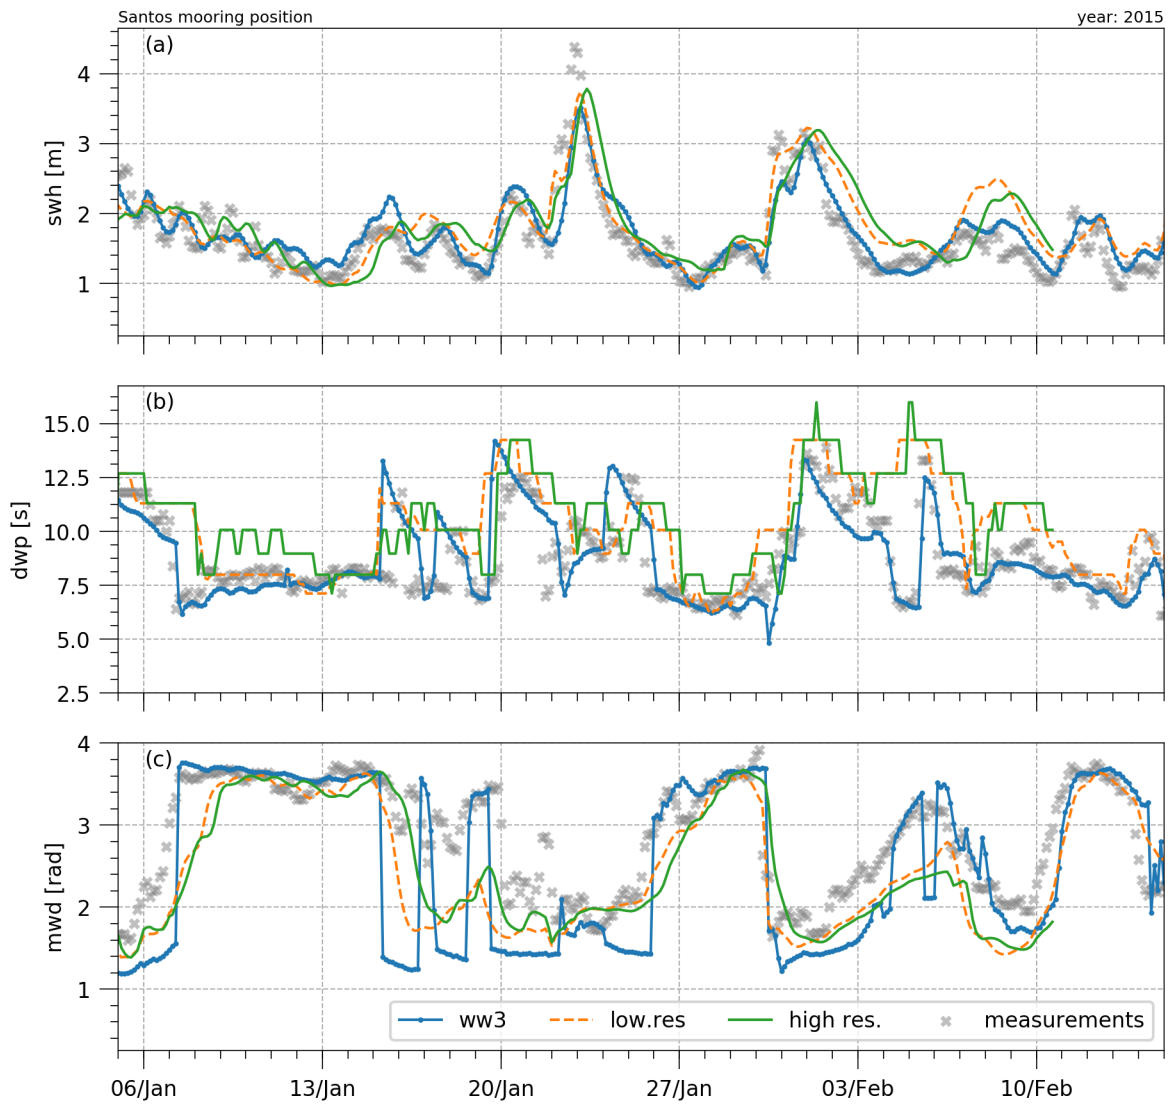 Santos mooring position year: 2015
(a)
swh [m]
4
3
2
1
(b)
dwp [s]
15.0
12.5
10.0
7.5
5.0
2.5
(c)
mwd [rad]
4
3
2
1
ww3 low.res high res. measurements
06/Jan 13/Jan 20/Jan 27/Jan 03/Feb 10/Feb